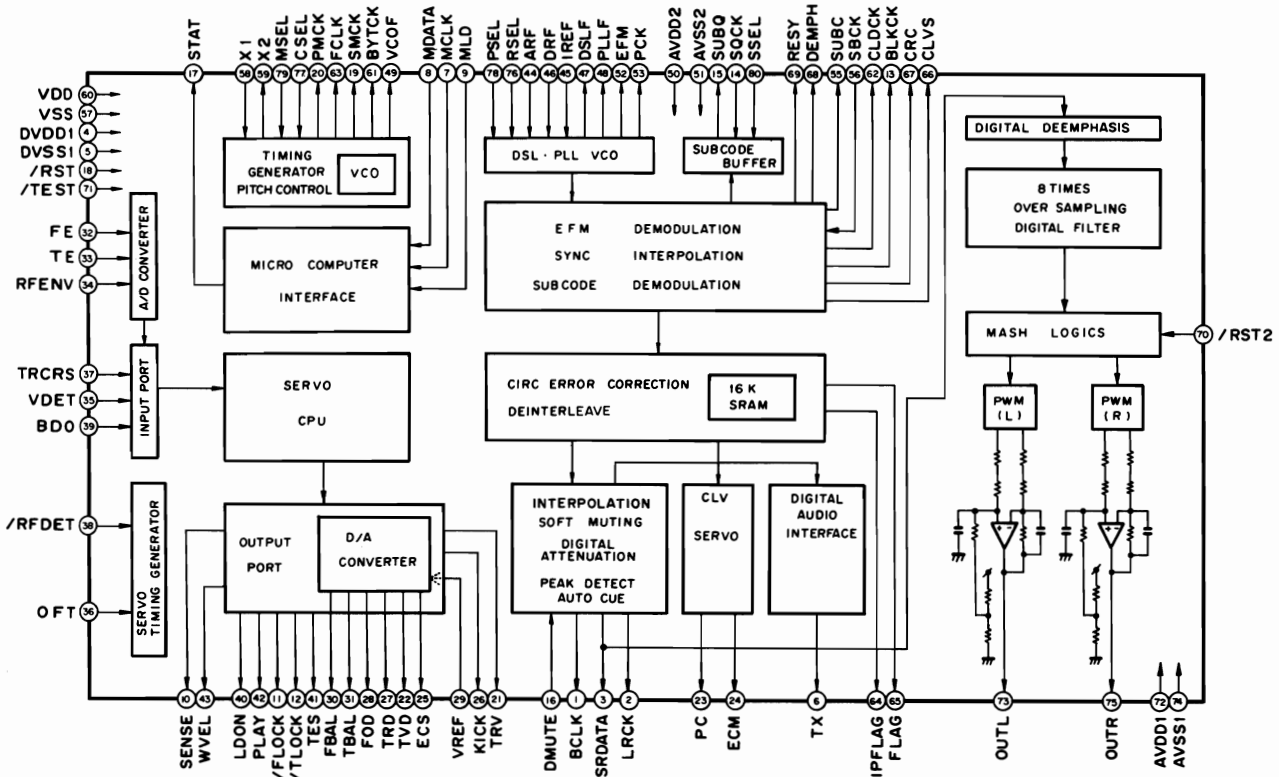 STAT X1 X2 MSEL CSEL PMCK FCLK SMCK BYTCK VCOF MDATA MCLK MLD PSEL RSEL ARF DRF IREF DSLF PLLF EFM PCK AVDD2 AVSS2 SUBQ SQCK SSEL RESY DEMPH SUBC SBCK CLDCK BLKCK CRC CLVS
17 58 59 79 77 20 63 19 61 49 8 7 9 78 76 44 46 45 47 48 52 53 50 51 15 14 80 69 68 55 56 62 13 67 66
VDD 60
VSS 57
DVDD1 4
DVSS1 5
/RST 18
/TEST 71
FE 32
TE 33
RFENV 34
TRCRS 37
VDET 35
BDO 39
/RFDET 38
OFT 36
A/D CONVERTER
INPUT PORT
SERVO
TIMING GENERATOR
TIMING
GENERATOR
PITCH CONTROL
VCO
MICRO COMPUTER
INTERFACE
SERVO
CPU
OUTPUT
PORT
D/A
CONVERTER
DSL · PLL VCO
SUBCODE
BUFFER
EFM DEMODULATION
SYNC INTERPOLATION
SUBCODE DEMODULATION
CIRC ERROR CORRECTION
DEINTERLEAVE
16K
SRAM
INTERPOLATION
SOFT MUTING
DIGITAL
ATTENUATION
PEAK DETECT
AUTO CUE
CLV
SERVO
DIGITAL
AUDIO
INTERFACE
DIGITAL DEEMPHASIS
8 TIMES
OVER SAMPLING
DIGITAL FILTER
MASH LOGICS
70 /RST2
PWM
(L)
PWM
(R)
+ -
+ -
10 43 40 42 11 12 41 30 31 28 27 22 25 29 26 21 16 1 3 2 23 24 6 64 65 73 75 72 74
SENSE WVEL LDON PLAY /FLOCK /TLOCK TES FBAL TBAL FOD TRD TVD ECS VREF KICK TRV DMUTE BCLK SRDATA LRCK PC ECM TX IPFLAG FLAG OUTL OUTR AVDD1 AVSS1